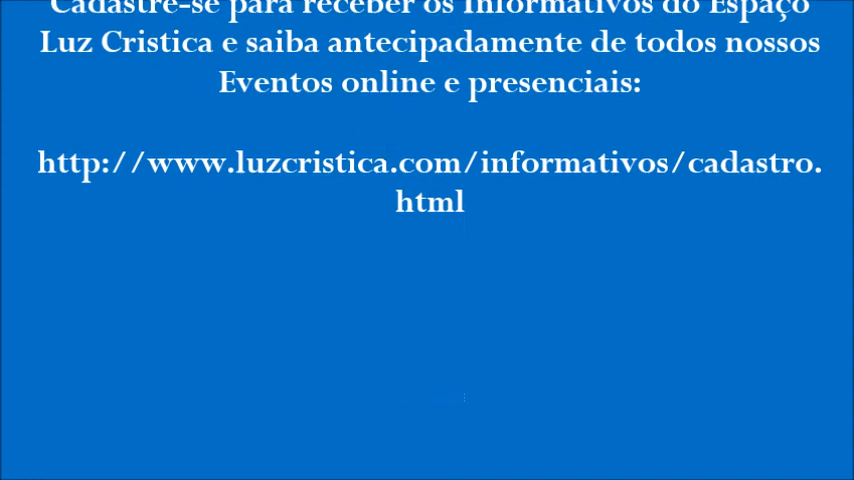 Cadastre-se para receber os Informativos do Espaço
Luz Cristica e saiba antecipadamente de todos nossos
Eventos online e presenciais:
http://www.luzcristica.com/informativos/cadastro.
html